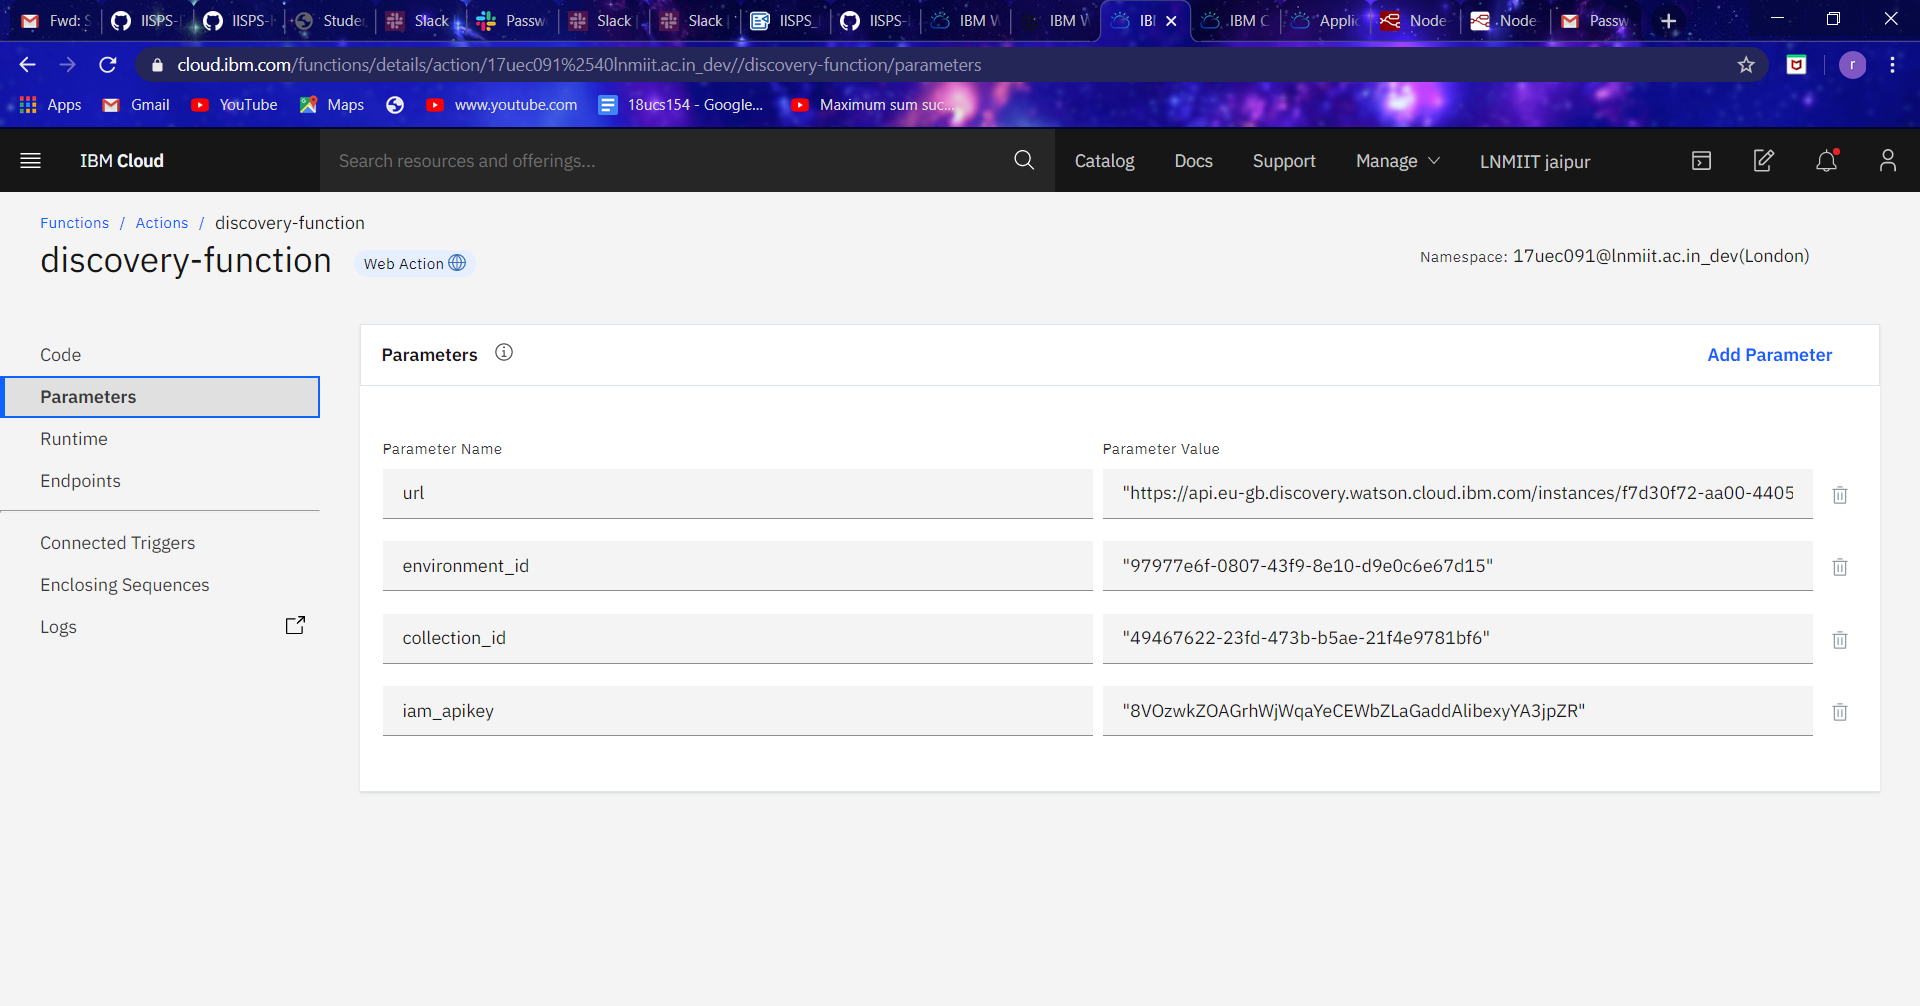 Fwd: S
IISPS-I
IISPS-I
Stude
Slack
Passw
Slack
Slack
IISPS_
IISPS-
IBM W
IBM W
IBM
IBM C
Applic
Node
Node
Passw
cloud.ibm.com/functions/details/action/17uec091%2540lnmiit.ac.in_dev//discovery-function/parameters
r
Apps
Gmail
YouTube
Maps
www.youtube.com
18ucs154 - Google...
Maximum sum suc...
IBM Cloud
Search resources and offerings...
Catalog
Docs
Support
Manage
LNMIIT jaipur
Functions / Actions / discovery-function
discovery-function
Web Action
Namespace: 17uec091@lnmiit.ac.in_dev(London)
Code
Parameters
Runtime
Endpoints
Connected Triggers
Enclosing Sequences
Logs
Parameters
Add Parameter
Parameter Name
Parameter Value
url
"https://api.eu-gb.discovery.watson.cloud.ibm.com/instances/f7d30f72-aa00-4405
environment_id
"97977e6f-0807-43f9-8e10-d9e0c6e67d15"
collection_id
"49467622-23fd-473b-b5ae-21f4e9781bf6"
iam_apikey
"8VOzwkZOAGrhWjWqaYeCEWbZLaGaddAlibexyYA3jpZR"